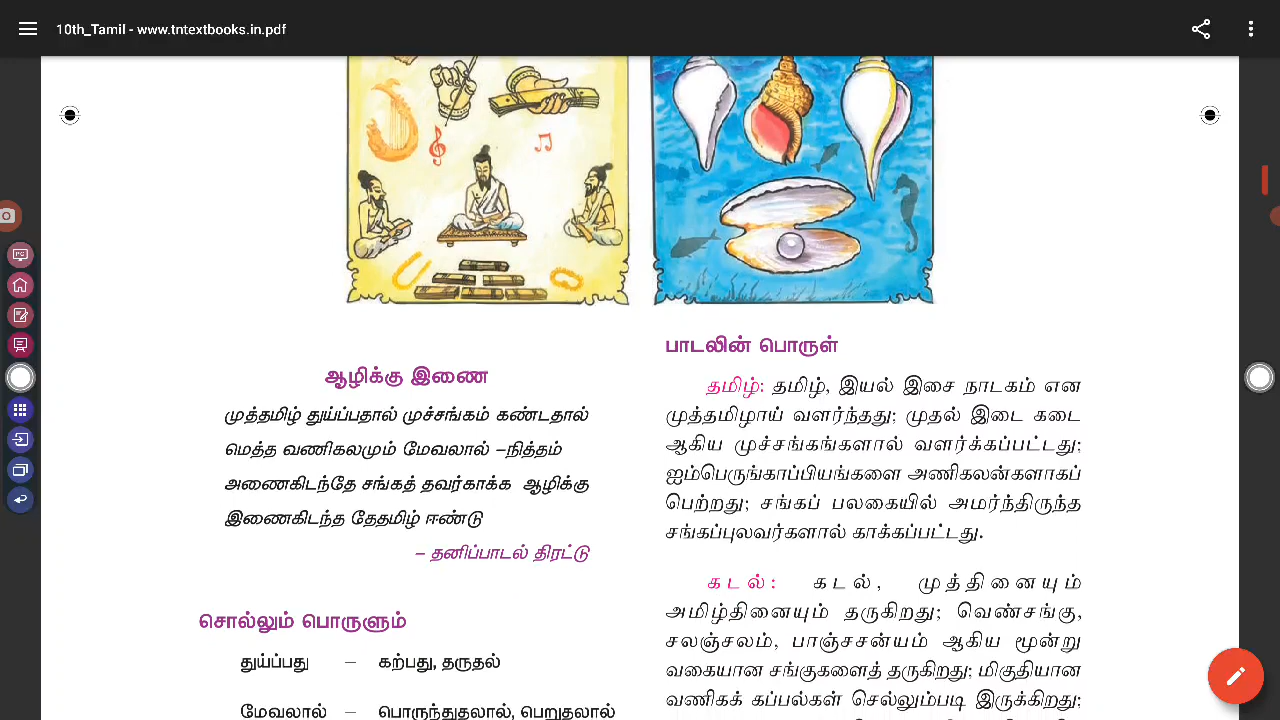 10th_Tamil - www.tntextbooks.in.pdf
ஆழிக்கு இணை
முத்தமிழ் துய்ப்பதால் முச்சங்கம் கண்டதால்
மெத்த வணிகலமும் மேவலால் –நித்தம்
அணைகிடந்தே சங்கத் தவர்காக்க ஆழிக்கு
இணைகிடந்த தேதமிழ் ஈண்டு
– தனிப்பாடல் திரட்டு
சொல்லும் பொருளும்
துய்ப்பது – கற்பது, தருதல்
மேவலால் – பொருந்துதலால், பெறுதலால்
பாடலின் பொருள்
தமிழ்: தமிழ், இயல் இசை நாடகம் என
முத்தமிழாய் வளர்ந்தது; முதல் இடை கடை
ஆகிய முச்சங்கங்களால் வளர்க்கப்பட்டது;
ஐம்பெருங்காப்பியங்களை அணிகலன்களாகப்
பெற்றது; சங்கப் பலகையில் அமர்ந்திருந்த
சங்கப்புலவர்களால் காக்கப்பட்டது.
கடல்: கடல், முத்தினையும்
அமிழ்தினையும் தருகிறது; வெண்சங்கு,
சலஞ்சலம், பாஞ்சசன்யம் ஆகிய மூன்று
வகையான சங்குகளைத் தருகிறது; மிகுதியான
வணிகக் கப்பல்கள் செல்லும்படி இருக்கிறது;